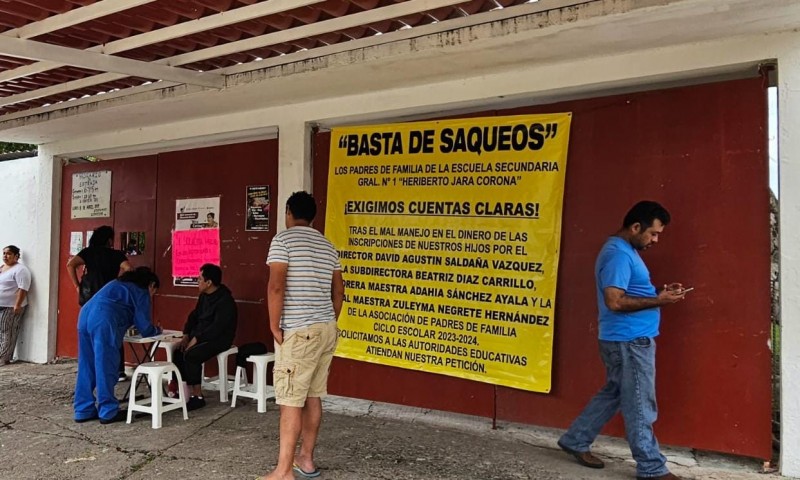 "BASTA DE SAQUEOS"
LOS PADRES DE FAMILIA DE LA ESCUELA SECUNDARIA
GRAL. N° 1 "HERIBERTO JARA CORONA"
¡EXIGIMOS CUENTAS CLARAS!
TRAS EL MAL MANEJO EN EL DINERO DE LAS
INSCRIPCIONES DE NUESTROS HIJOS POR EL
DIRECTOR DAVID AGUSTIN SALDAÑA VAZQUEZ,
LA SUBDIRECTORA BEATRIZ DIAZ CARRILLO,
ORERA MAESTRA ADAHIA SÁNCHEZ AYALA Y LA
AL MAESTRA ZULEYMA NEGRETE HERNÁNDEZ
DE LA ASOCIACIÓN DE PADRES DE FAMILIA
CICLO ESCOLAR 2023-2024.
SOLICITAMOS A LAS AUTORIDADES EDUCATIVAS
ATIENDAN NUESTRA PETICIÓN.